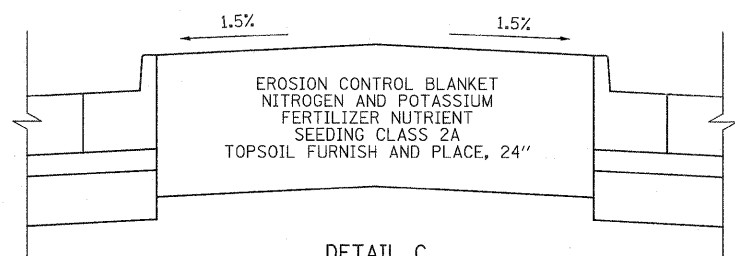 1.5% 1.5%
EROSION CONTROL BLANKET
NITROGEN AND POTASSIUM
FERTILIZER NUTRIENT
SEEDING CLASS 2A
TOPSOIL FURNISH AND PLACE, 24"
DETAIL C